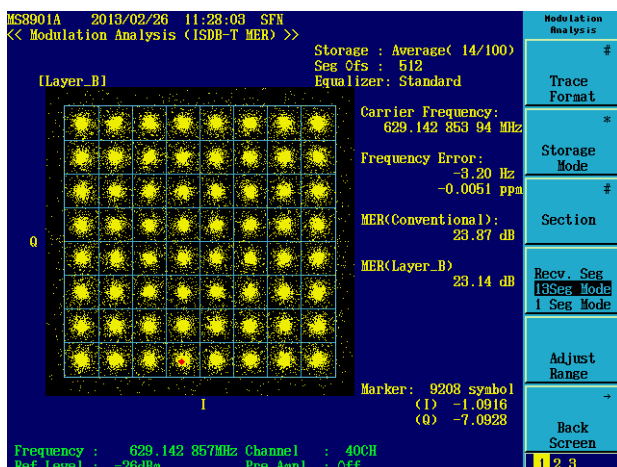 MS8901A 2013/02/26 11:28:03 SFN
<< Modulation Analysis (ISDB-T MER) >>
Storage : Average( 14/100)
Seg Ofs : 512
Equalizer: Standard
[Layer_B]
Carrier Frequency:
629.142 853 94 MHz
Frequency Error:
-3.20 Hz
-0.0051 ppm
MER(Conventional):
23.87 dB
MER(Layer_B)
23.14 dB
Q
I
Marker: 9208 symbol
(I) -1.0916
(Q) -7.0928
Frequency : 629.142 857MHz Channel : 40CH
Ref Level : -26dBm Pre Ampl : Off
Modulation
Analysis
#
Trace
Format
*
Storage
Mode
#
Section
Recv. Seg
13Seg Mode
1 Seg Mode
Adjust
Range
→
Back
Screen
1 2 3